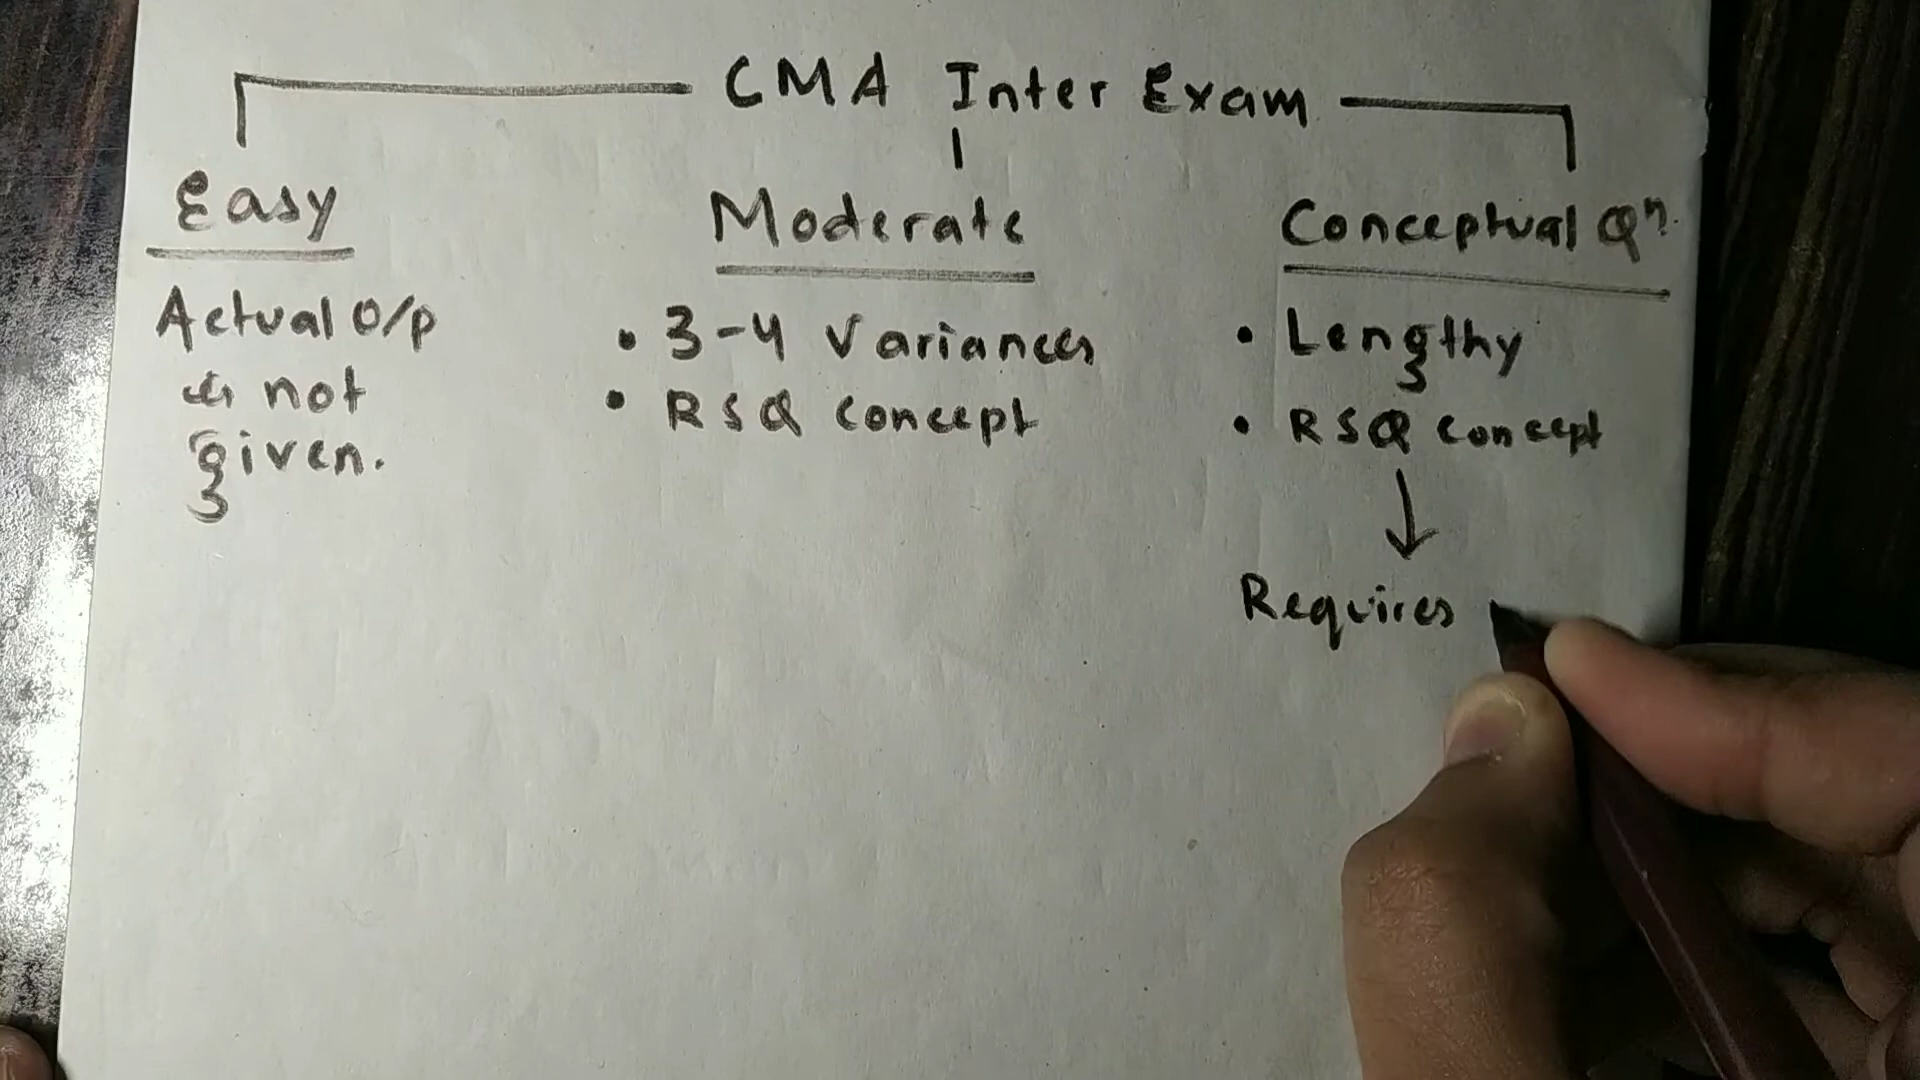 CMA Inter Exam
Easy
Actual O/p
is not
given.
Moderate
• 3-4 Variances
• RSQ concept
Conceptual Qn.
• Lengthy
• RSQ concept
Requires